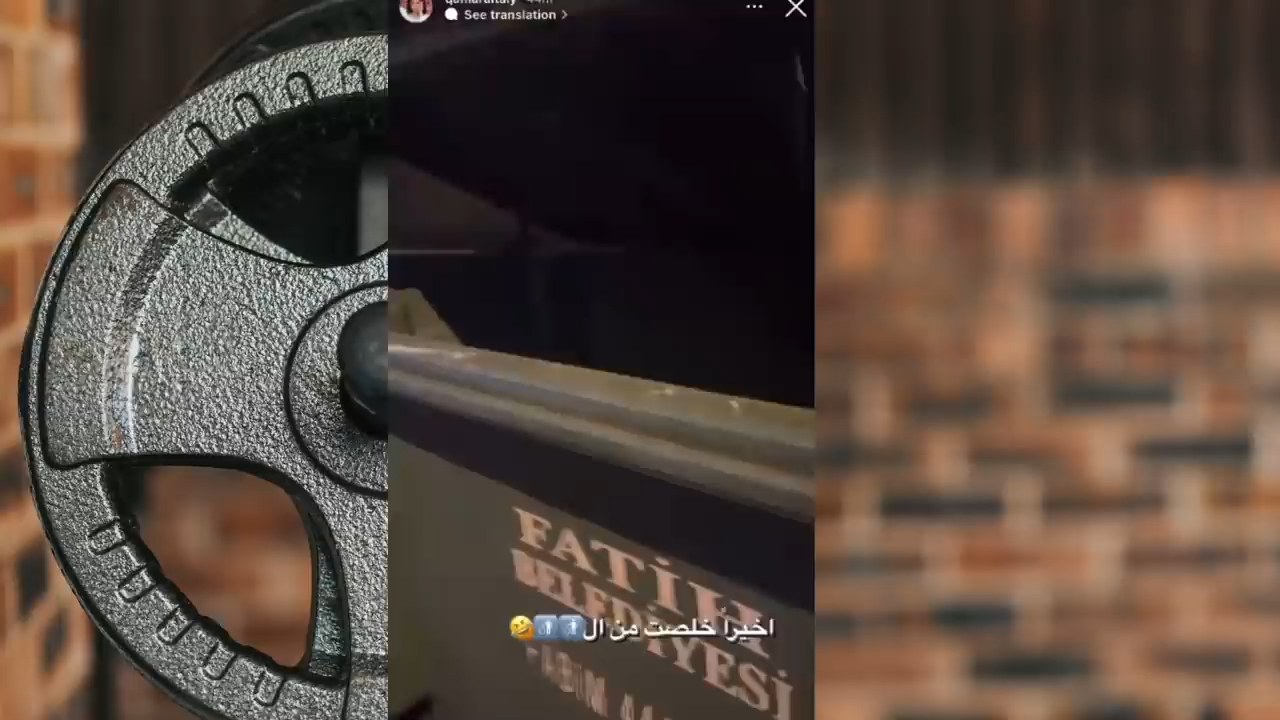 See translation
FATİH
BELEDİYESİ
اخيراً خلصت من ال🚹🚹🤣